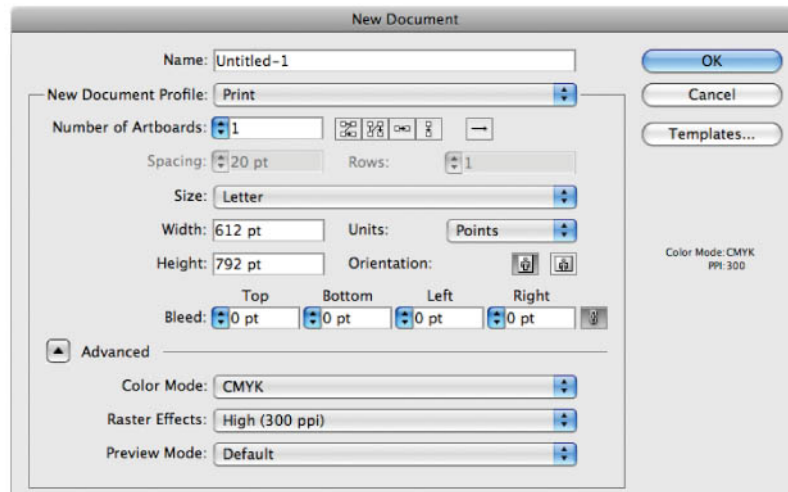 New Document
Name: Untitled-1
OK
New Document Profile: Print
Cancel
Number of Artboards: 1
Templates...
Spacing: 20 pt Rows: 1
Size: Letter
Width: 612 pt Units: Points
Color Mode:CMYK
PPI:300
Height: 792 pt Orientation:
Top Bottom Left Right
Bleed: 0 pt 0 pt 0 pt 0 pt
Advanced
Color Mode: CMYK
Raster Effects: High (300 ppi)
Preview Mode: Default